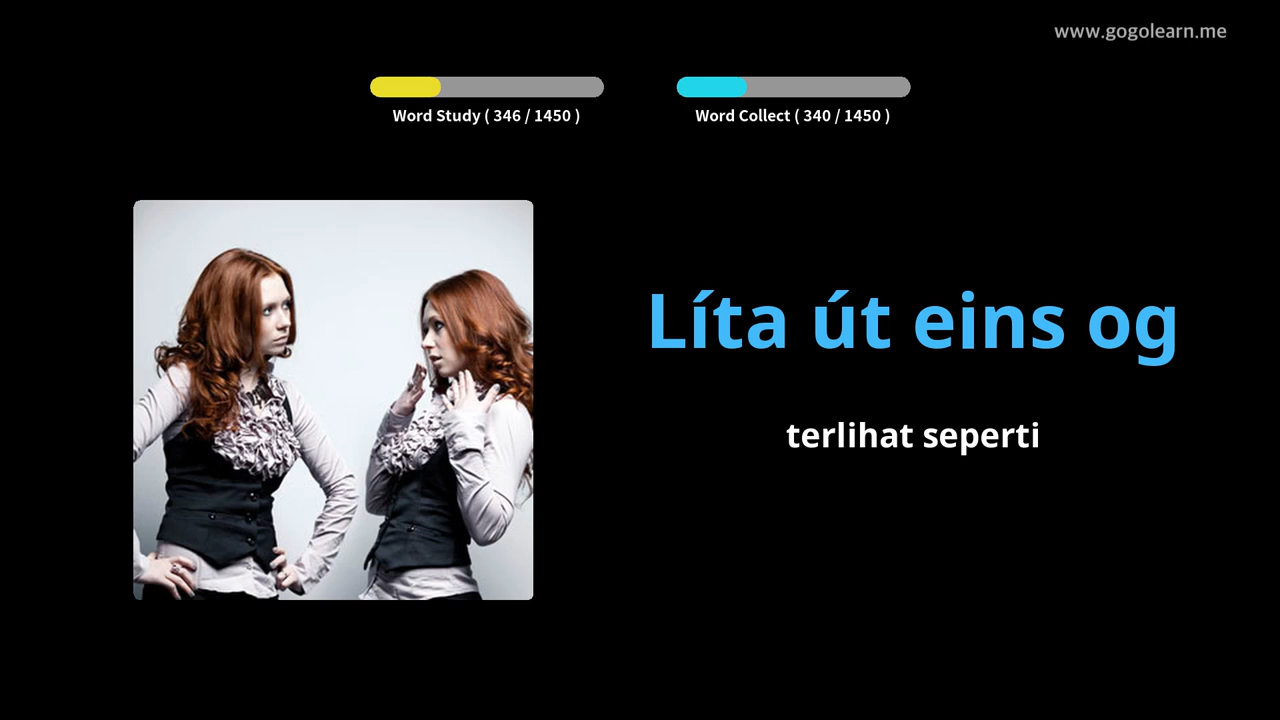 www.gogolearn.me
Word Study ( 346 / 1450 )
Word Collect ( 340 / 1450 )
Líta út eins og
terlihat seperti